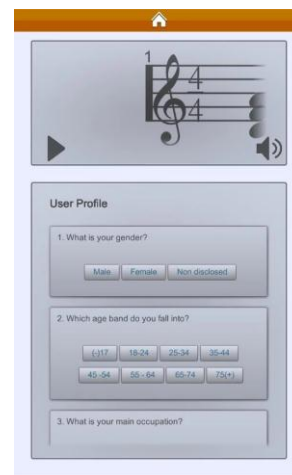 1
4
4
User Profile
1. What is your gender?
Male Female Non disclosed
2. Which age band do you fall into?
(-)17 18-24 25-34 35-44
45 -54 55 - 64 65-74 75(+)
3. What is your main occupation?